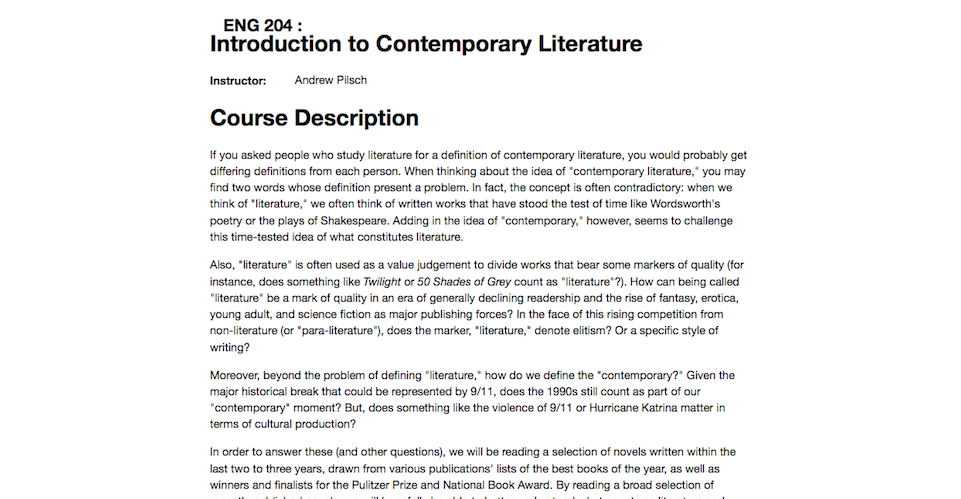 ENG 204 :
Introduction to Contemporary Literature
Instructor: Andrew Pilsch
Course Description
If you asked people who study literature for a definition of contemporary literature, you would probably get
differing definitions from each person. When thinking about the idea of "contemporary literature," you may
find two words whose definition present a problem. In fact, the concept is often contradictory: when we
think of "literature," we often think of written works that have stood the test of time like Wordsworth's
poetry or the plays of Shakespeare. Adding in the idea of "contemporary," however, seems to challenge
this time-tested idea of what constitutes literature.
Also, "literature" is often used as a value judgement to divide works that bear some markers of quality (for
instance, does something like Twilight or 50 Shades of Grey count as "literature"?). How can being called
"literature" be a mark of quality in an era of generally declining readership and the rise of fantasy, erotica,
young adult, and science fiction as major publishing forces? In the face of this rising competition from
non-literature (or "para-literature"), does the marker, "literature," denote elitism? Or a specific style of
writing?
Moreover, beyond the problem of defining "literature," how do we define the "contemporary?" Given the
major historical break that could be represented by 9/11, does the 1990s still count as part of our
"contemporary" moment? But, does something like the violence of 9/11 or Hurricane Katrina matter in
terms of cultural production?
In order to answer these (and other questions), we will be reading a selection of novels written within the
last two to three years, drawn from various publications' lists of the best books of the year, as well as
winners and finalists for the Pulitzer Prize and National Book Award. By reading a broad selection of